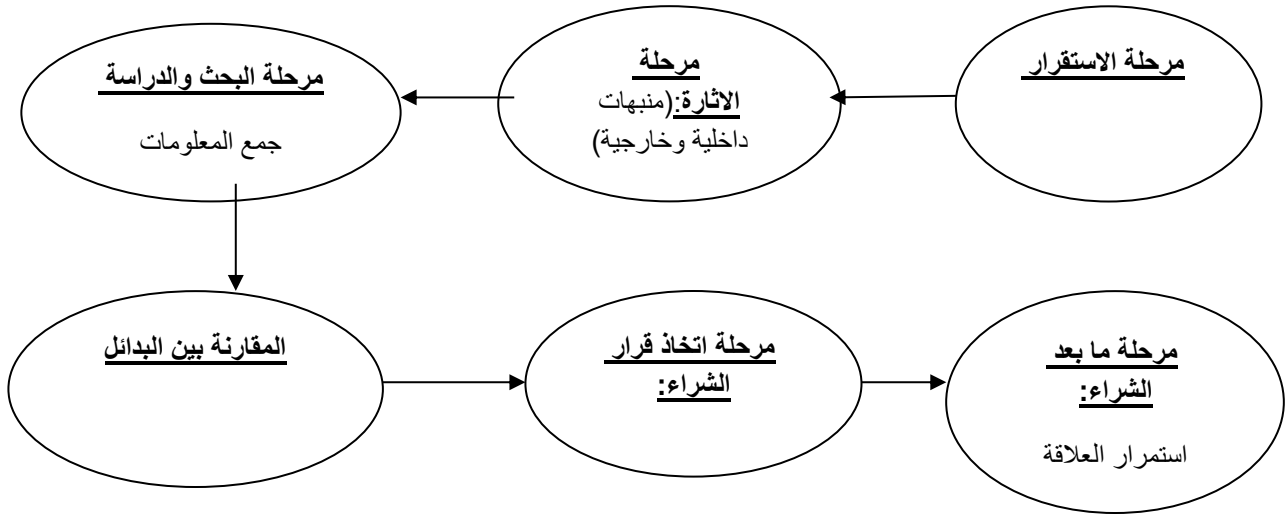 مرحلة الاستقرار
مرحلة
الاثارة:(منبهات
داخلية وخارجية)
مرحلة البحث والدراسة
جمع المعلومات
المقارنة بين البدائل
مرحلة اتخاذ قرار
الشراء:
مرحلة ما بعد
الشراء:
استمرار العلاقة